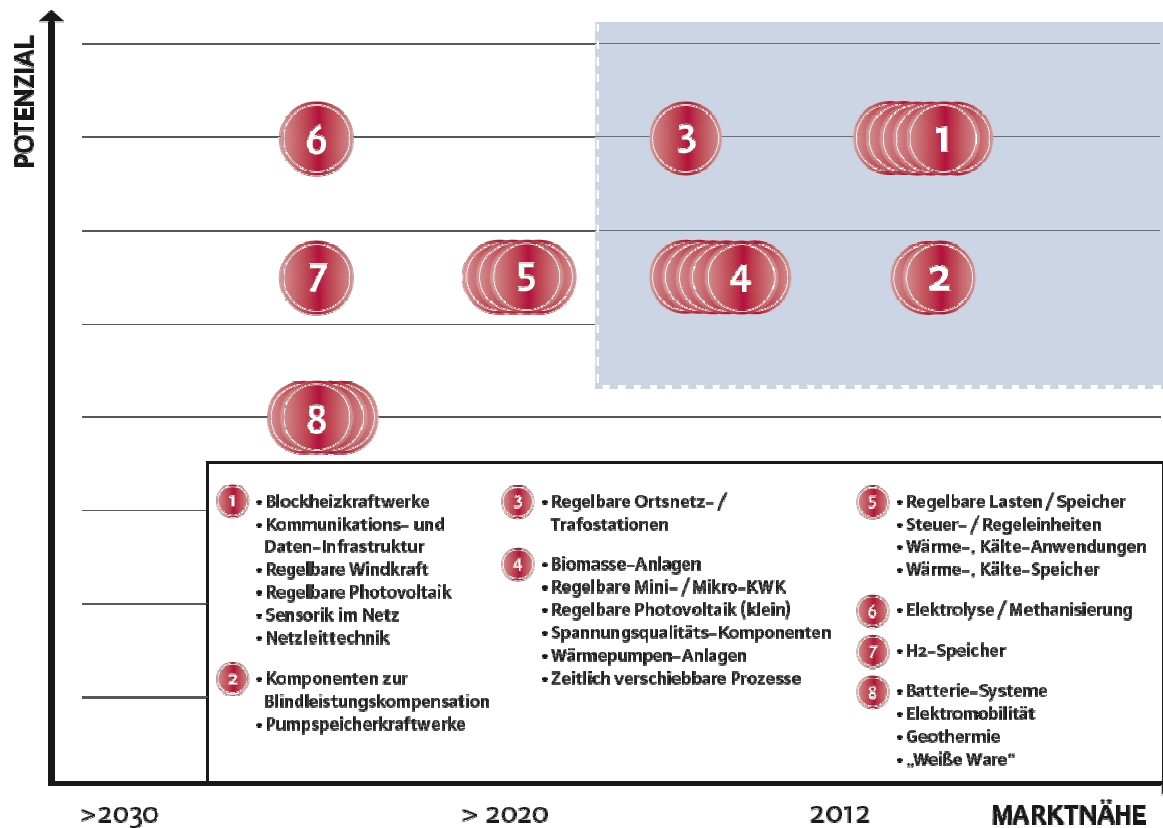 POTENZIAL
6
3
1
7
5
4
2
8
1
• Blockheizkraftwerke
• Kommunikations- und
Daten-Infrastruktur
• Regelbare Windkraft
• Regelbare Photovoltaik
• Sensorik im Netz
• Netzleittechnik
2
• Komponenten zur
Blindleistungskompensation
• Pumpspeicherkraftwerke
3
• Regelbare Ortsnetz- /
Trafostationen
4
• Biomasse-Anlagen
• Regelbare Mini- / Mikro-KWK
• Regelbare Photovoltaik (klein)
• Spannungsqualitäts-Komponenten
• Wärmepumpen-Anlagen
• Zeitlich verschiebbare Prozesse
5
• Regelbare Lasten / Speicher
• Steuer- / Regeleinheiten
• Wärme-, Kälte-Anwendungen
• Wärme-, Kälte-Speicher
6
• Elektrolyse / Methanisierung
7
• H2-Speicher
8
• Batterie-Systeme
• Elektromobilität
• Geothermie
• „Weiße Ware“
>2030
> 2020
2012
MARKTNÄHE